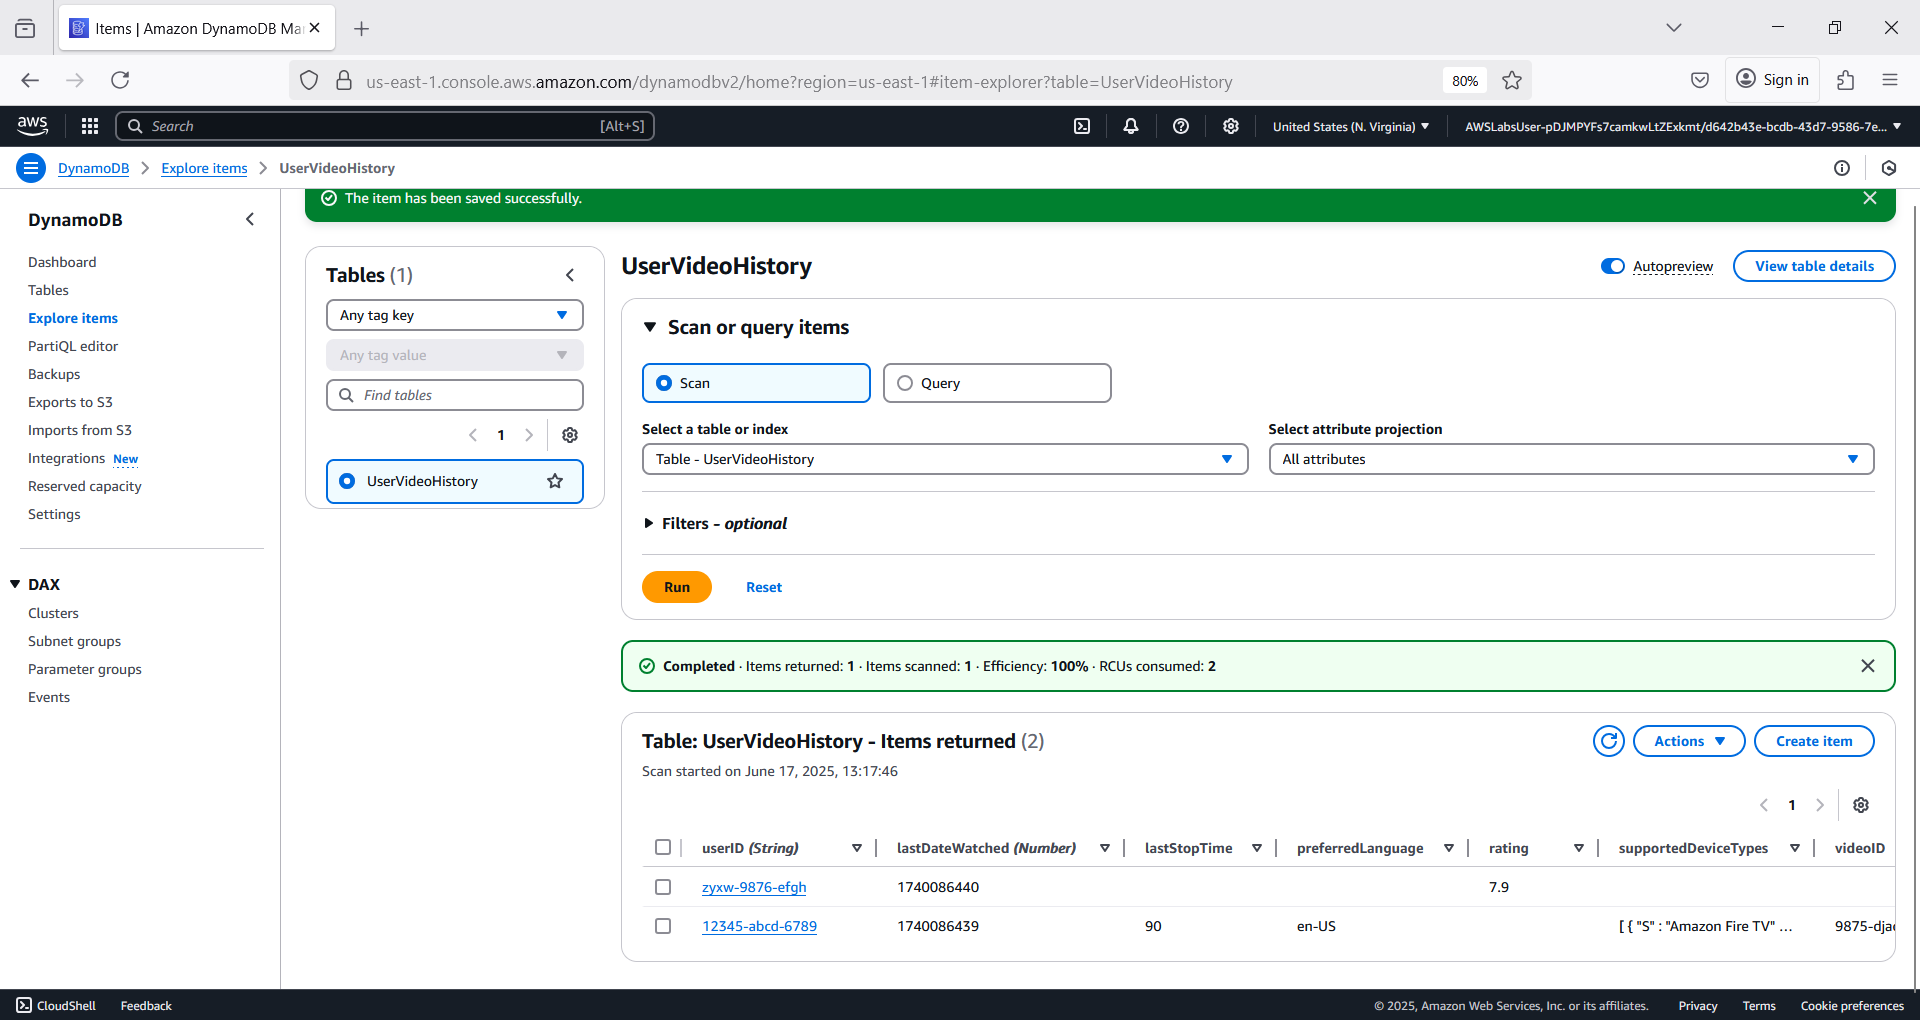 Items | Amazon DynamoDB Ma
us-east-1.console.aws.amazon.com/dynamodbv2/home?region=us-east-1#item-explorer?table=UserVideoHistory
80%
Sign in
aws
Search
[Alt+S]
United States (N. Virginia)
AWSLabsUser-pDJMPYFs7camkwLtZExkmt/d642b43e-bcdb-43d7-9586-7e...
DynamoDB
Explore items
UserVideoHistory
DynamoDB
Dashboard
Tables
Explore items
PartiQL editor
Backups
Exports to S3
Imports from S3
Integrations New
Reserved capacity
Settings
DAX
Clusters
Subnet groups
Parameter groups
Events
The item has been saved successfully.
Tables (1)
Any tag key
Any tag value
Find tables
1
UserVideoHistory
UserVideoHistory
Autopreview
View table details
Scan or query items
Scan
Query
Select a table or index
Table - UserVideoHistory
Select attribute projection
All attributes
Filters - optional
Run
Reset
Completed · Items returned: 1 · Items scanned: 1 · Efficiency: 100% · RCUs consumed: 2
Table: UserVideoHistory - Items returned (2)
Scan started on June 17, 2025, 13:17:46
Actions
Create item
1
userID (String) lastDateWatched (Number) lastStopTime preferredLanguage rating supportedDeviceTypes videoID
zyxw-9876-efgh 1740086440 7.9
12345-abcd-6789 1740086439 90 en-US [ { "S" : "Amazon Fire TV" ... 9875-djac
CloudShell
Feedback
© 2025, Amazon Web Services, Inc. or its affiliates.
Privacy
Terms
Cookie preferences